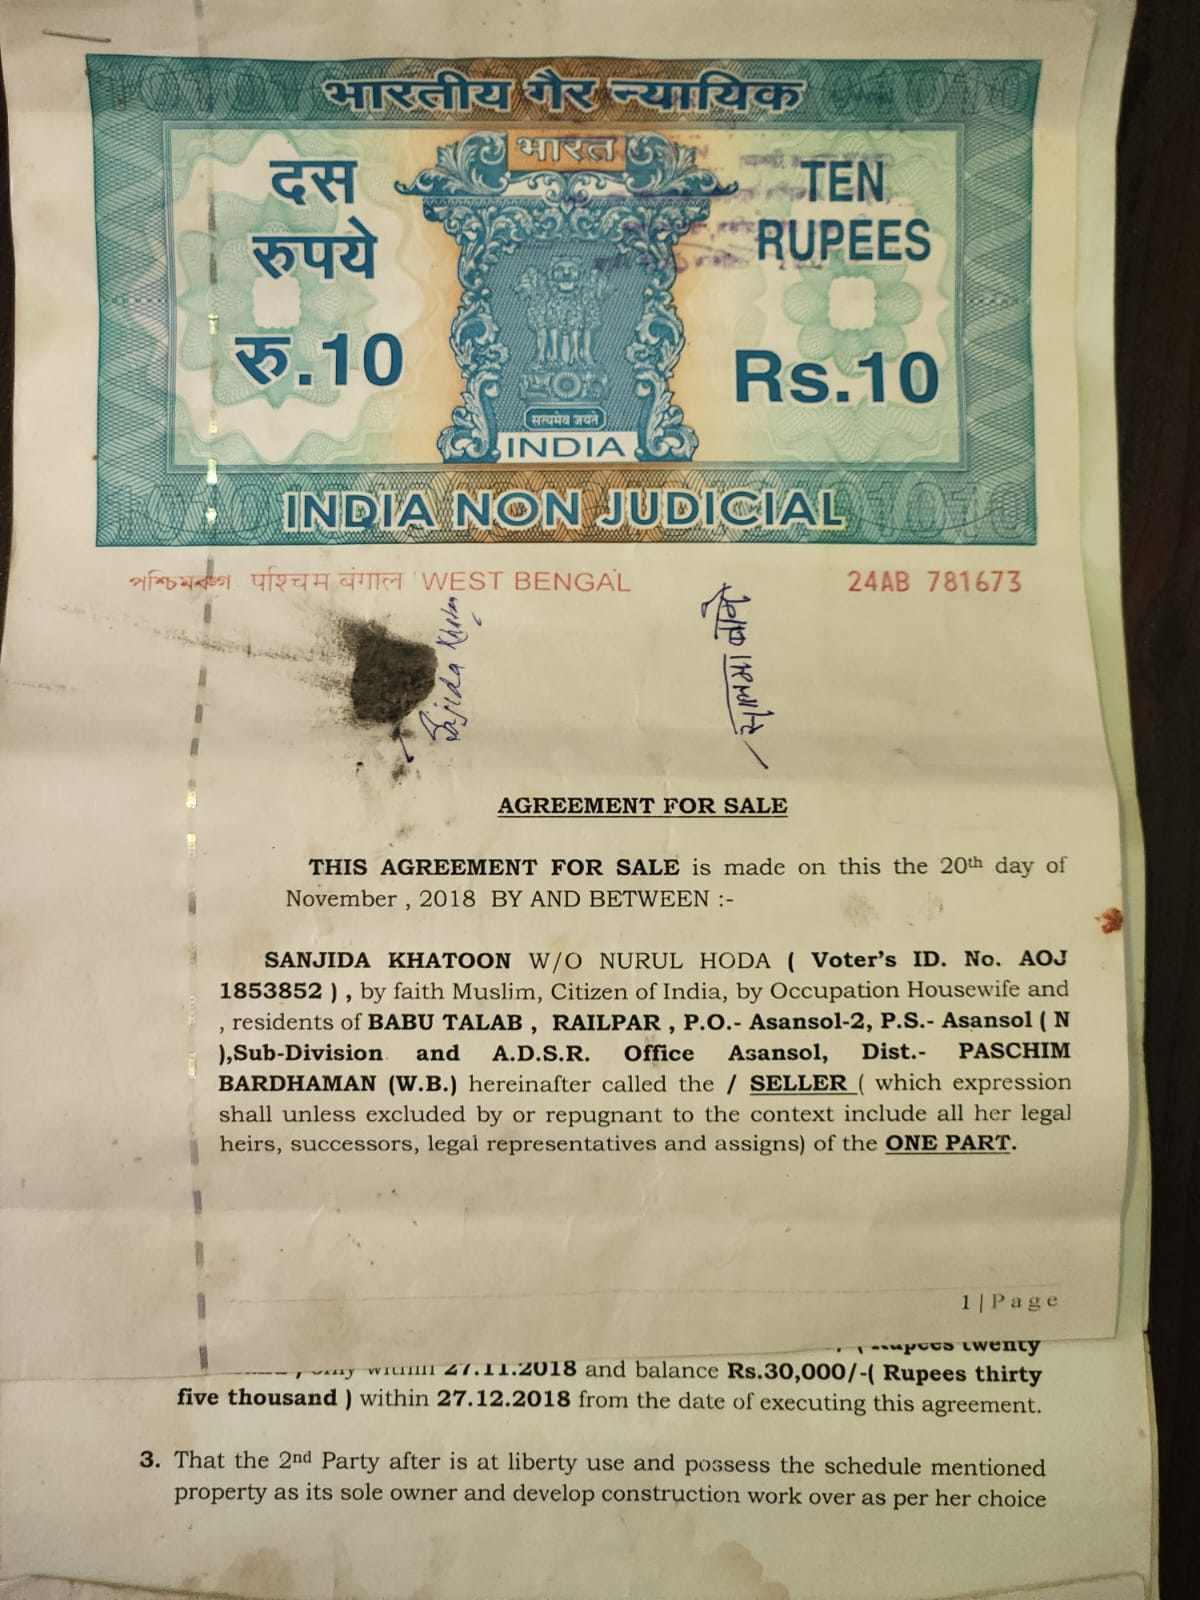 भारतीय गैर न्यायिक
भारत
दस
रुपये
रु.10
TEN
RUPEES
Rs.10
सत्यमेव जयते
INDIA
INDIA NON JUDICIAL
পশ্চিমবঙ্গ पश्चिम बंगाल WEST BENGAL
24AB 781673
Sajida Khatoon
AGREEMENT FOR SALE
THIS AGREEMENT FOR SALE is made on this the 20th day of
November , 2018 BY AND BETWEEN :-
SANJIDA KHATOON W/O NURUL HODA ( Voter's ID. No. AOJ
1853852 ) , by faith Muslim, Citizen of India, by Occupation Housewife and
, residents of BABU TALAB , RAILPAR , P.O.- Asansol-2, P.S.- Asansol ( N
),Sub-Division and A.D.S.R. Office Asansol, Dist.- PASCHIM
BARDHAMAN (W.B.) hereinafter called the / SELLER ( which expression
shall unless excluded by or repugnant to the context include all her legal
heirs, successors, legal representatives and assigns) of the ONE PART.
1 | P a g e
( Rupees twenty
, only within 27.11.2018 and balance Rs.30,000/-( Rupees thirty
five thousand ) within 27.12.2018 from the date of executing this agreement.
3. That the 2nd Party after is at liberty use and possess the schedule mentioned
property as its sole owner and develop construction work over as per her choice